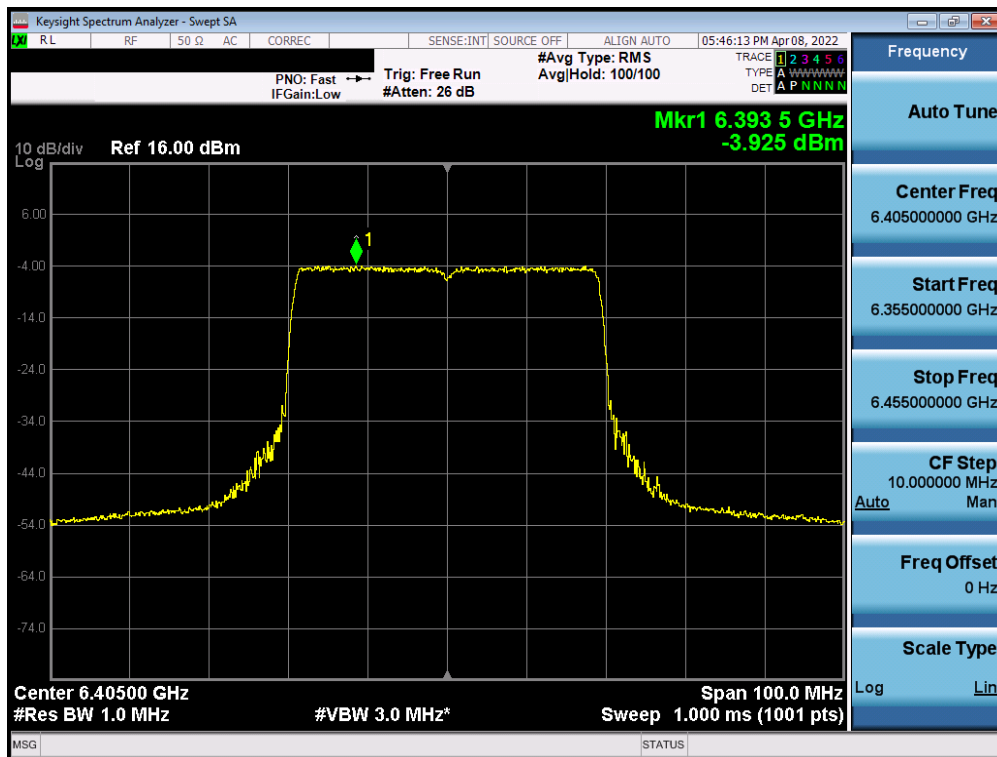 Keysight Spectrum Analyzer - Swept SA
LXI RL RF 50 Ω AC CORREC SENSE:INT SOURCE OFF ALIGN AUTO 05:46:13 PM Apr 08, 2022
PNO: Fast Trig: Free Run #Avg Type: RMS TRACE 1 2 3 4 5 6
IFGain:Low #Atten: 26 dB Avg|Hold: 100/100 TYPE A WWWWW
DET A P N N N N
Mkr1 6.393 5 GHz
-3.925 dBm
10 dB/div Ref 16.00 dBm
Log
1
6.00
-4.00
-14.0
-24.0
-34.0
-44.0
-54.0
-64.0
-74.0
Center 6.40500 GHz Span 100.0 MHz
#Res BW 1.0 MHz #VBW 3.0 MHz* Sweep 1.000 ms (1001 pts)
MSG STATUS
Frequency
Auto Tune
Center Freq
6.405000000 GHz
Start Freq
6.355000000 GHz
Stop Freq
6.455000000 GHz
CF Step
10.000000 MHz
Auto Man
Freq Offset
0 Hz
Scale Type
Log Lin